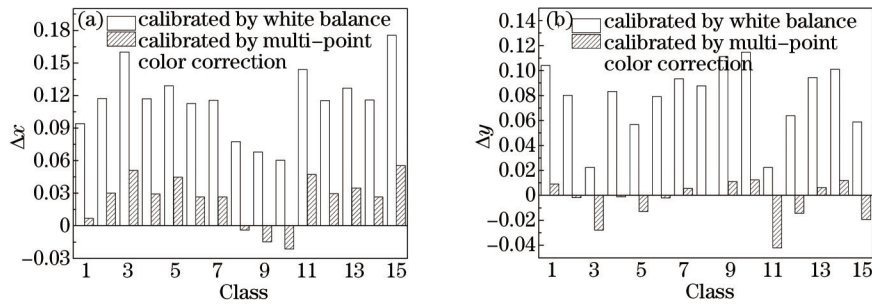 (a)
calibrated by white balance
calibrated by multi-point
color correction
0.18
0.15
0.12
0.09
0.06
0.03
0
-0.03
Δx
1 3 5 7 9 11 13 15
Class
(b)
calibrated by white balance
calibrated by multi-point
color correction
0.14
0.12
0.10
0.08
0.06
0.04
0.02
0
-0.02
-0.04
Δy
1 3 5 7 9 11 13 15
Class